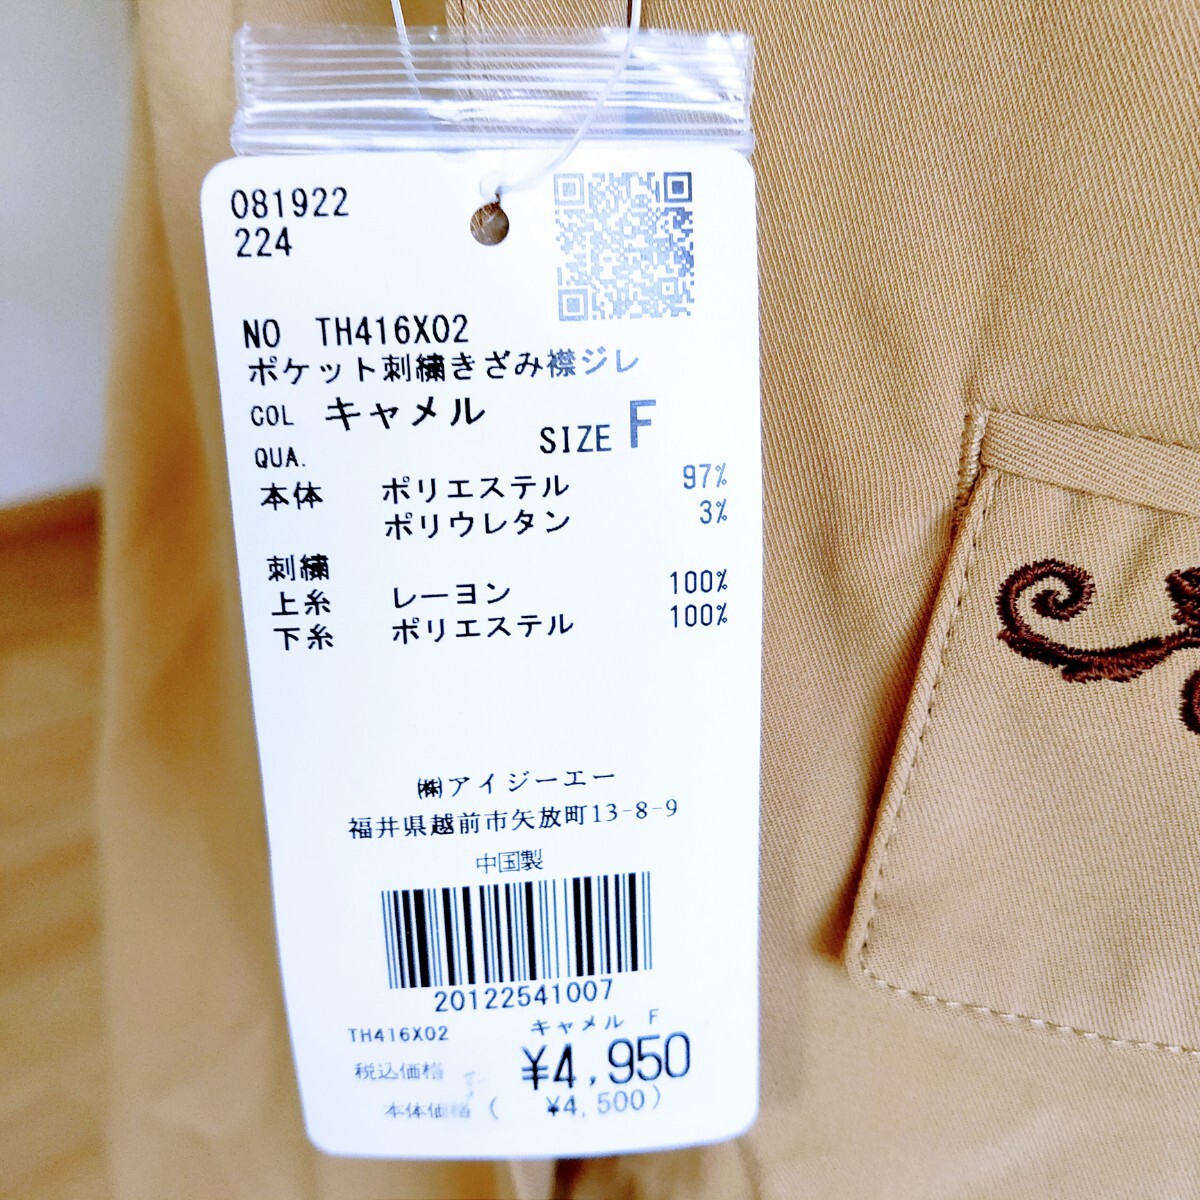 081922
224
NO TH416X02
ポケット刺繍きざみ襟ジレ
COL キャメル
SIZE F
QUA.
本体 ポリエステル 97%
ポリウレタン 3%
刺繍
上糸 レーヨン 100%
下糸 ポリエステル 100%
㈱アイジーエー
福井県越前市矢放町13-8-9
中国製
20122541007
TH416X02 キャメル F
税込価格 ¥4,950
本体価格 ( ¥4,500)